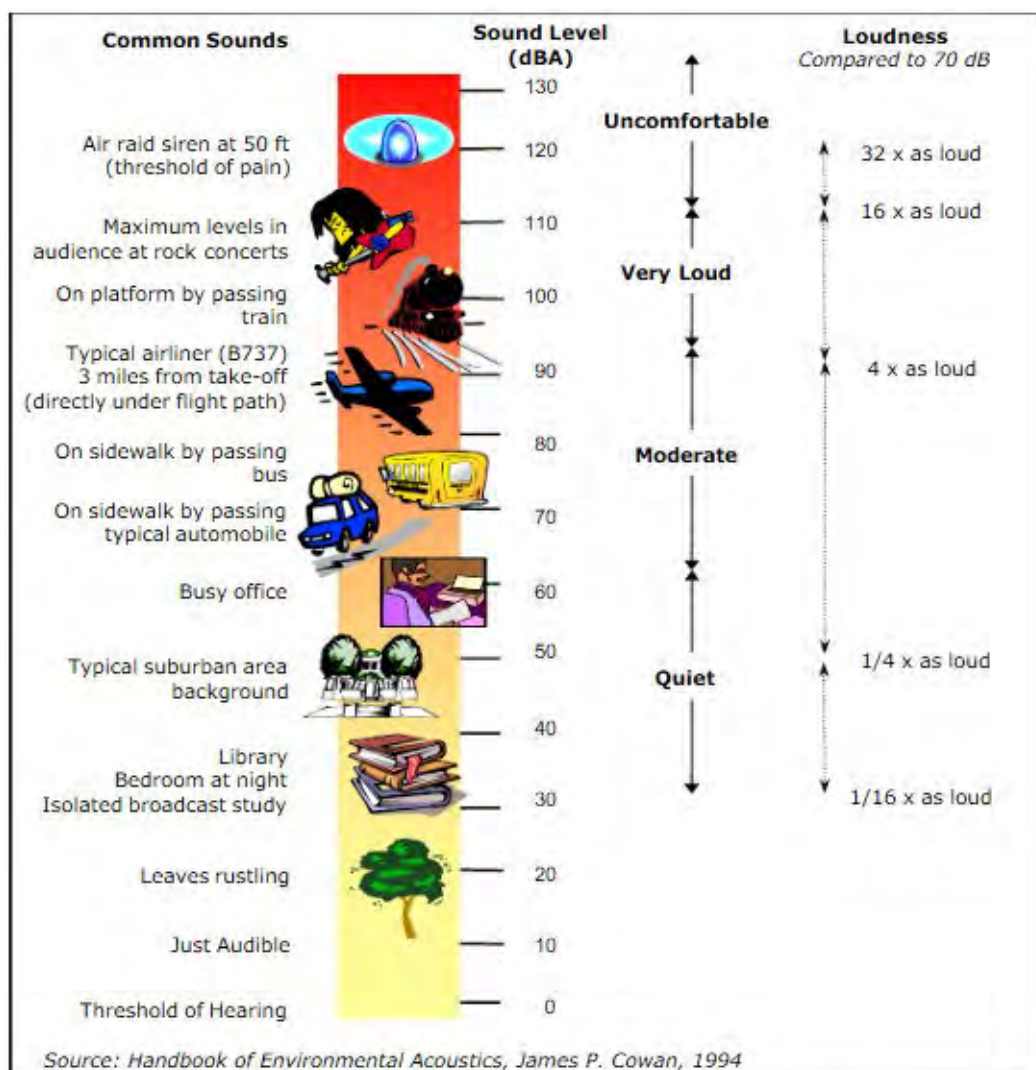 Common Sounds
Sound Level
(dBA)
Loudness
Compared to 70 dB
130
Uncomfortable
Air raid siren at 50 ft
(threshold of pain)
120
32 x as loud
16 x as loud
Maximum levels in
audience at rock concerts
110
Very Loud
On platform by passing
train
100
Typical airliner (B737)
3 miles from take-off
(directly under flight path)
90
4 x as loud
80
On sidewalk by passing
bus
Moderate
On sidewalk by passing
typical automobile
70
Busy office
60
Typical suburban area
background
50
1/4 x as loud
Quiet
40
Library
Bedroom at night
Isolated broadcast study
30
1/16 x as loud
Leaves rustling
20
Just Audible
10
Threshold of Hearing
0
Source: Handbook of Environmental Acoustics, James P. Cowan, 1994